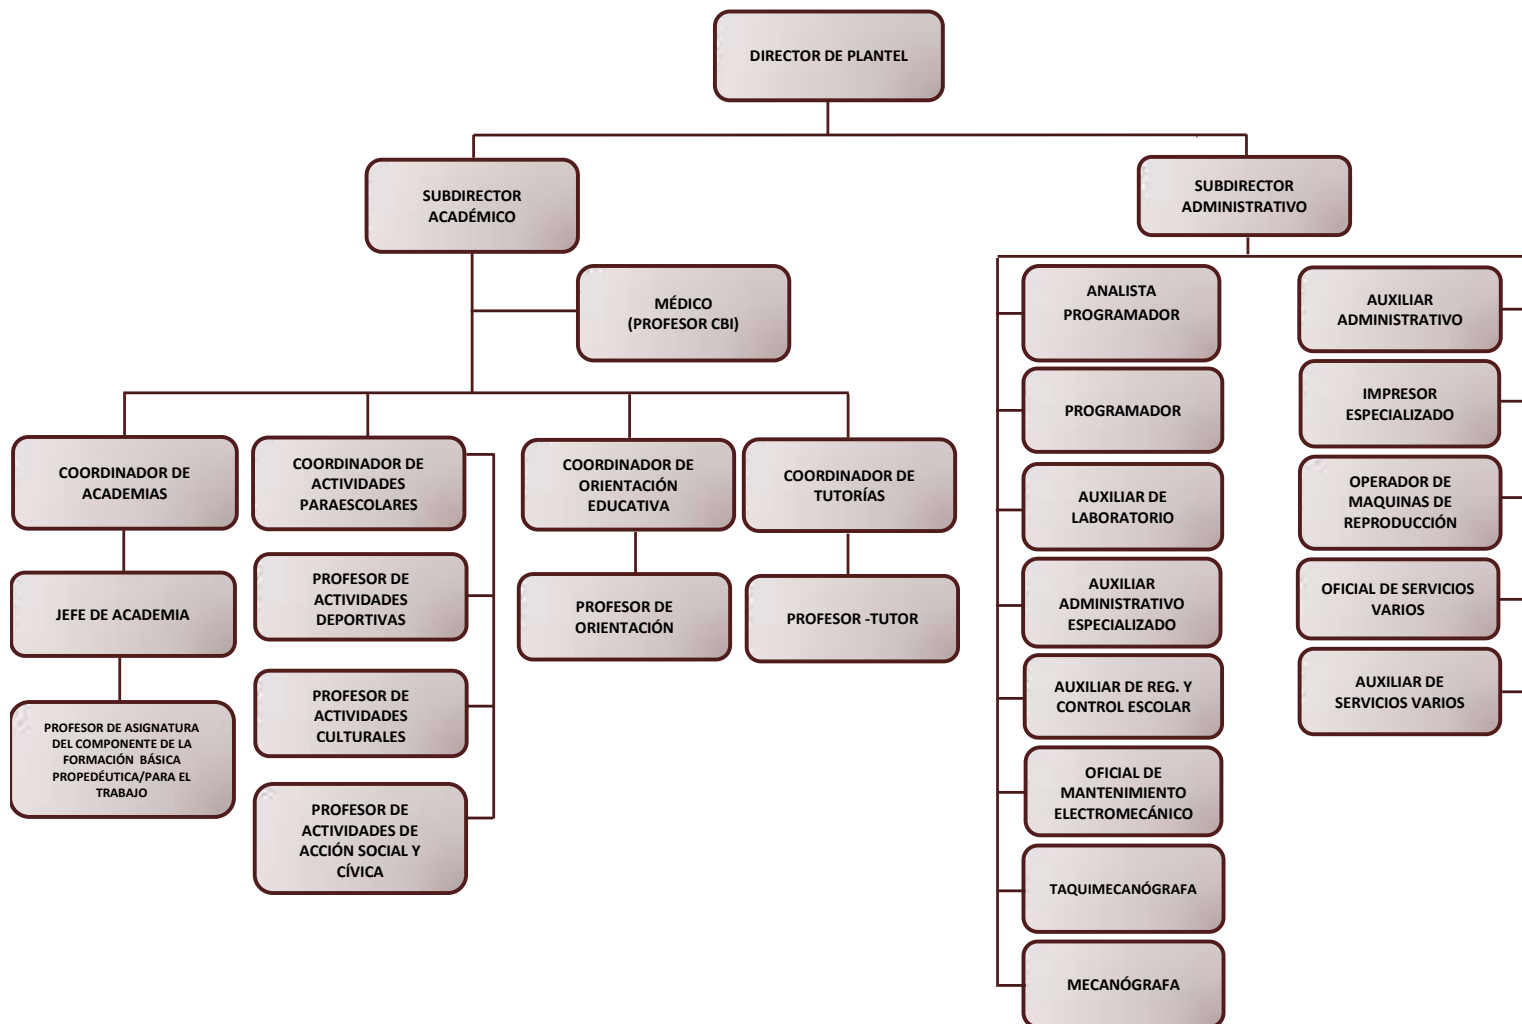 DIRECTOR DE PLANTEL
SUBDIRECTOR
ACADÉMICO
SUBDIRECTOR
ADMINISTRATIVO
MÉDICO
(PROFESOR CBI)
COORDINADOR DE
ACADEMIAS
JEFE DE ACADEMIA
PROFESOR DE ASIGNATURA
DEL COMPONENTE DE LA
FORMACIÓN BÁSICA
PROPEDÉUTICA/PARA EL
TRABAJO
COORDINADOR DE
ACTIVIDADES
PARAESCOLARES
PROFESOR DE
ACTIVIDADES
DEPORTIVAS
PROFESOR DE
ACTIVIDADES
CULTURALES
PROFESOR DE
ACTIVIDADES DE
ACCIÓN SOCIAL Y
CÍVICA
COORDINADOR DE
ORIENTACIÓN
EDUCATIVA
PROFESOR DE
ORIENTACIÓN
COORDINADOR DE
TUTORÍAS
PROFESOR -TUTOR
ANALISTA
PROGRAMADOR
PROGRAMADOR
AUXILIAR DE
LABORATORIO
AUXILIAR
ADMINISTRATIVO
ESPECIALIZADO
AUXILIAR DE REG. Y
CONTROL ESCOLAR
OFICIAL DE
MANTENIMIENTO
ELECTROMECÁNICO
TAQUIMECANÓGRAFA
MECANÓGRAFA
AUXILIAR
ADMINISTRATIVO
IMPRESOR
ESPECIALIZADO
OPERADOR DE
MAQUINAS DE
REPRODUCCIÓN
OFICIAL DE SERVICIOS
VARIOS
AUXILIAR DE
SERVICIOS VARIOS